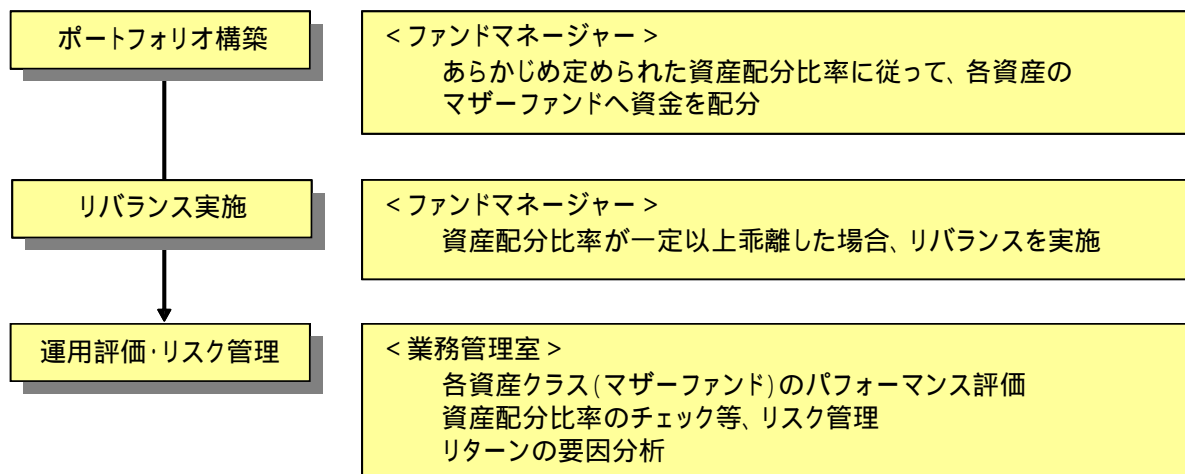 ポートフォリオ構築
<ファンドマネージャー>
あらかじめ定められた資産配分比率に従って、各資産の
マザーファンドへ資金を配分
リバランス実施
<ファンドマネージャー>
資産配分比率が一定以上乖離した場合、リバランスを実施
運用評価・リスク管理
<業務管理室>
各資産クラス(マザーファンド)のパフォーマンス評価
資産配分比率のチェック等、リスク管理
リターンの要因分析